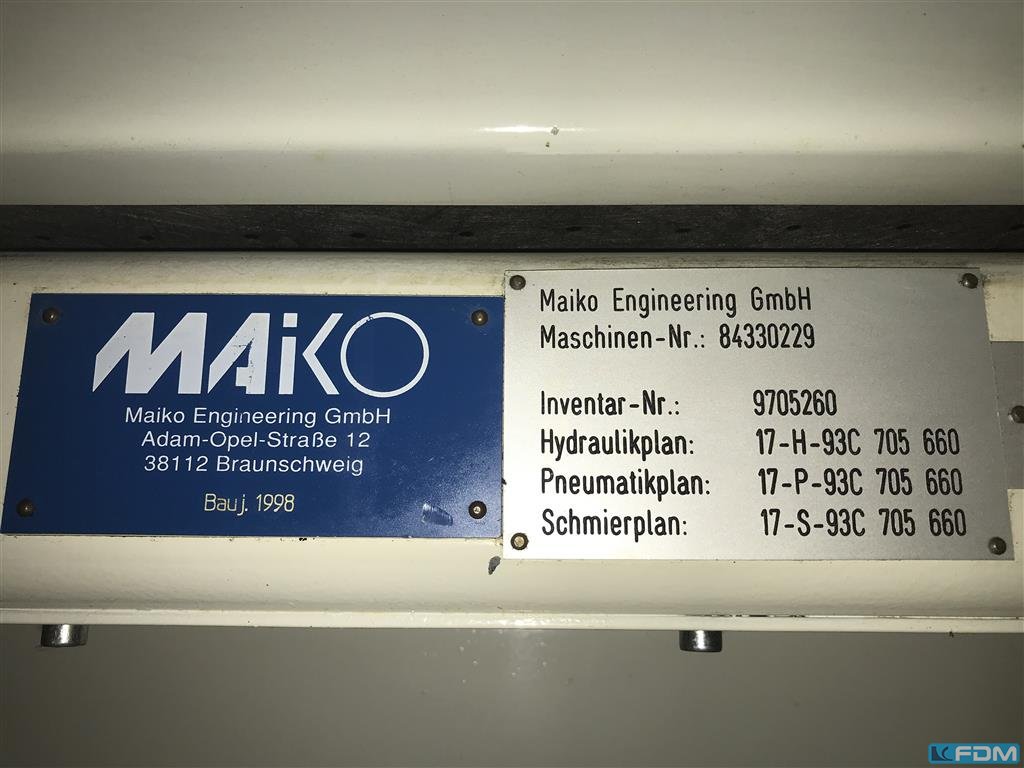 MAiKO
Maiko Engineering GmbH
Adam-Opel-Straße 12
38112 Braunschweig
Bauj. 1998
Maiko Engineering GmbH
Maschinen-Nr.: 84330229
Inventar-Nr.: 9705260
Hydraulikplan: 17-H-93C 705 660
Pneumatikplan: 17-P-93C 705 660
Schmierplan: 17-S-93C 705 660
FDM